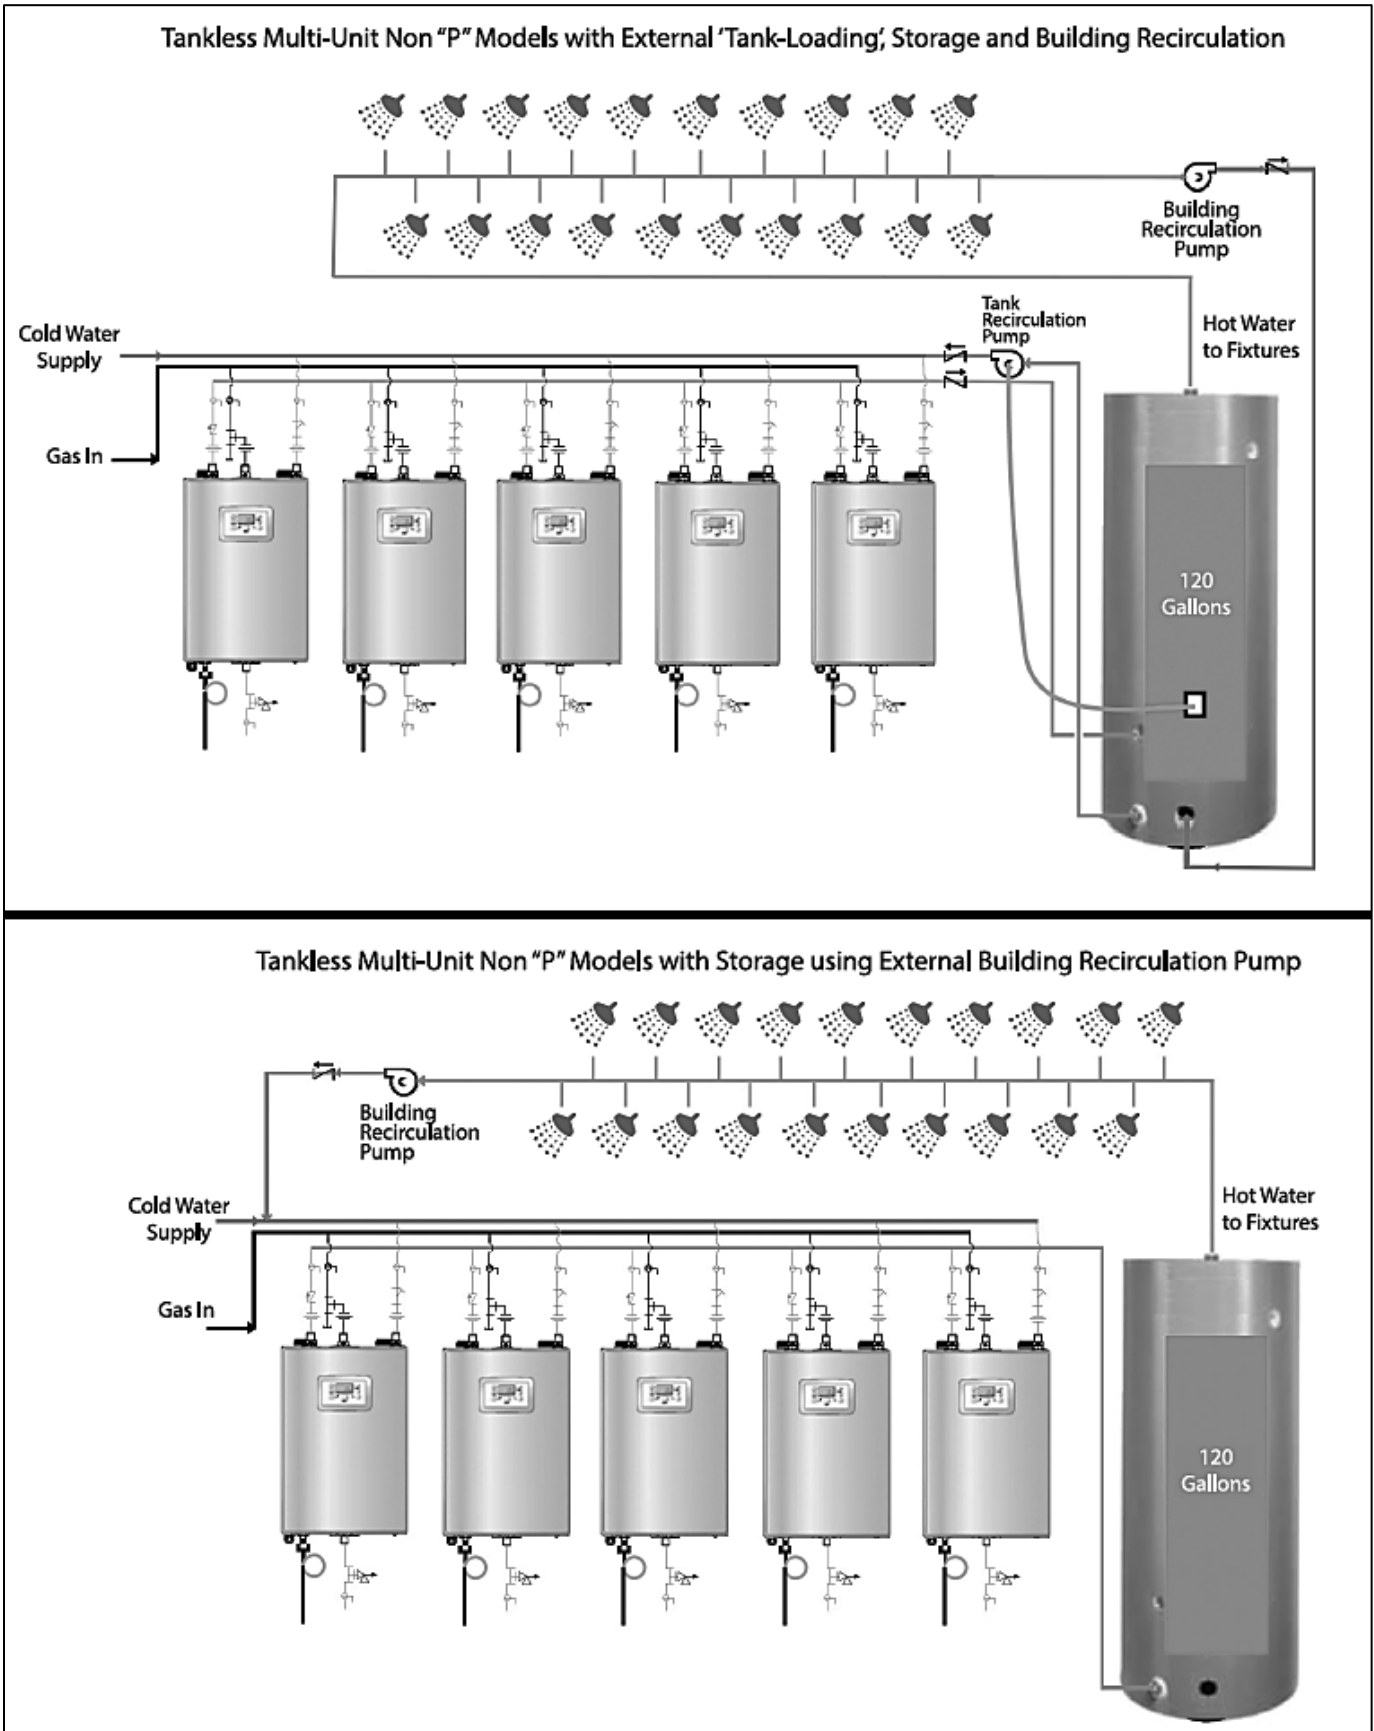 Tankless Multi-Unit Non "P" Models with External 'Tank-Loading', Storage and Building Recirculation
Building
Recirculation
Pump
Tank
Recirculation
Pump
Cold Water
Supply
Hot Water
to Fixtures
Gas In
120
Gallons
Tankless Multi-Unit Non "P" Models with Storage using External Building Recirculation Pump
Building
Recirculation
Pump
Cold Water
Supply
Hot Water
to Fixtures
Gas In
120
Gallons